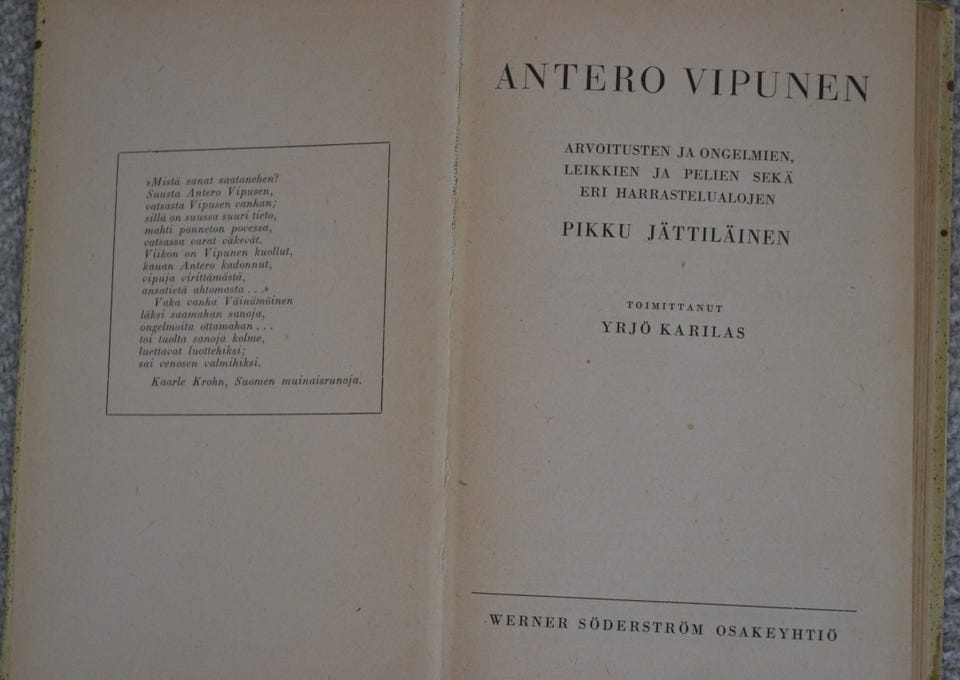 »Mistä sanat saatanehen?
Suusta Antero Vipusen,
vatsasta Vipusen vanhan;
sillä on suussa suuri tieto,
mahti ponneton povessa,
vatsassa varat väkevät.
Viikon on Vipunen kuollut,
kauan Antero kadonnut,
vipuja virittämästä,
ansatietä ahtomasta . . .»
Vaka vanha Väinämöinen
läksi saamahan sanoja,
ongelmoita ottamahan . . .
toi tuolta sanoja kolme,
luettavat luottehiksi;
sai venosen valmihiksi.
Kaarle Krohn, Suomen muinaisrunoja.
ANTERO VIPUNEN
ARVOITUSTEN JA ONGELMIEN,
LEIKKIEN JA PELIEN SEKÄ
ERI HARRASTELUALOJEN
PIKKU JÄTTILÄINEN
TOIMITTANUT
YRJÖ KARILAS
WERNER SÖDERSTRÖM OSAKEYHTIÖ